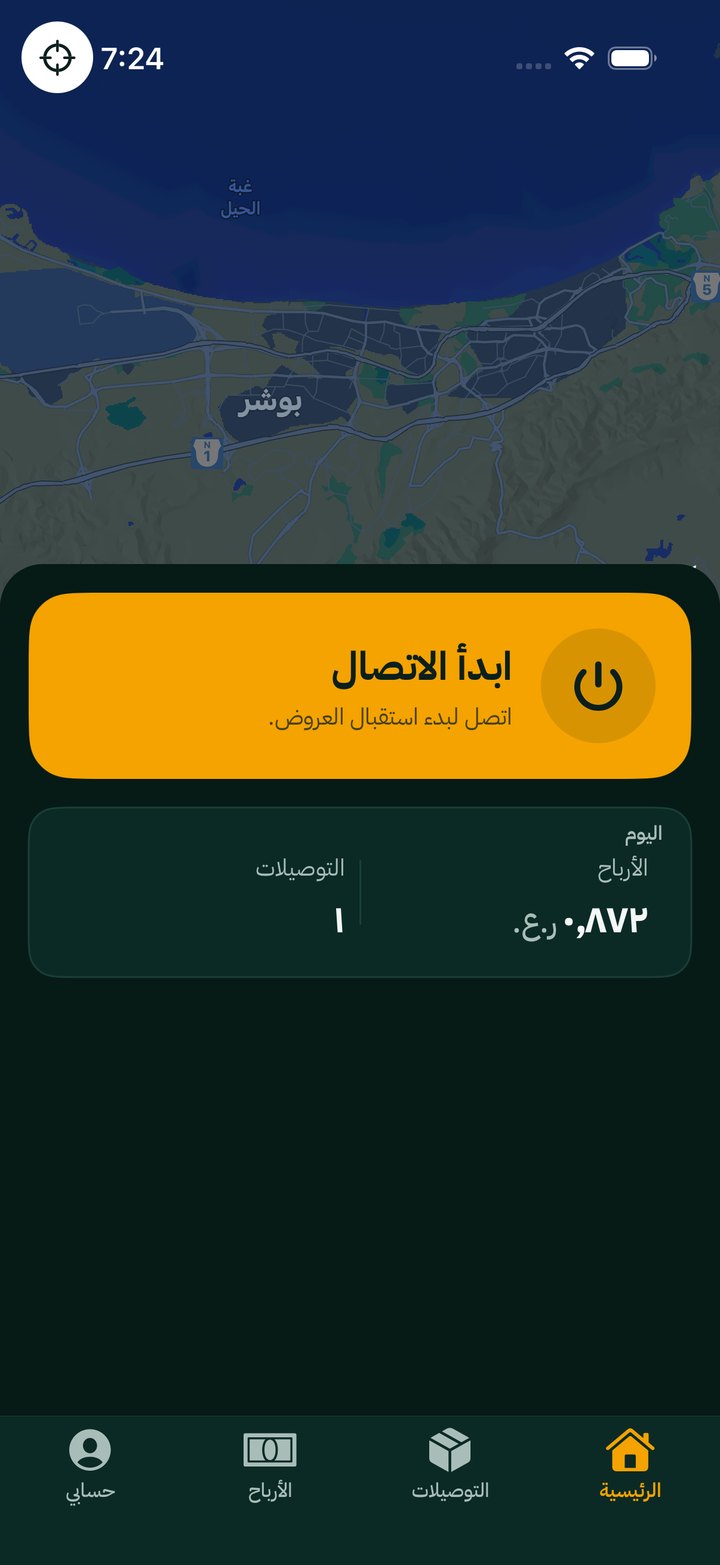 7:24
غبة
الحيل
N
5
بوشر
N
1
ابدأ الاتصال
اتصل لبدء استقبال العروض.
اليوم
الأرباح
التوصيلات
٠,٨٧٢ ر.ع.
١
الرئيسية
التوصيلات
الأرباح
حسابي